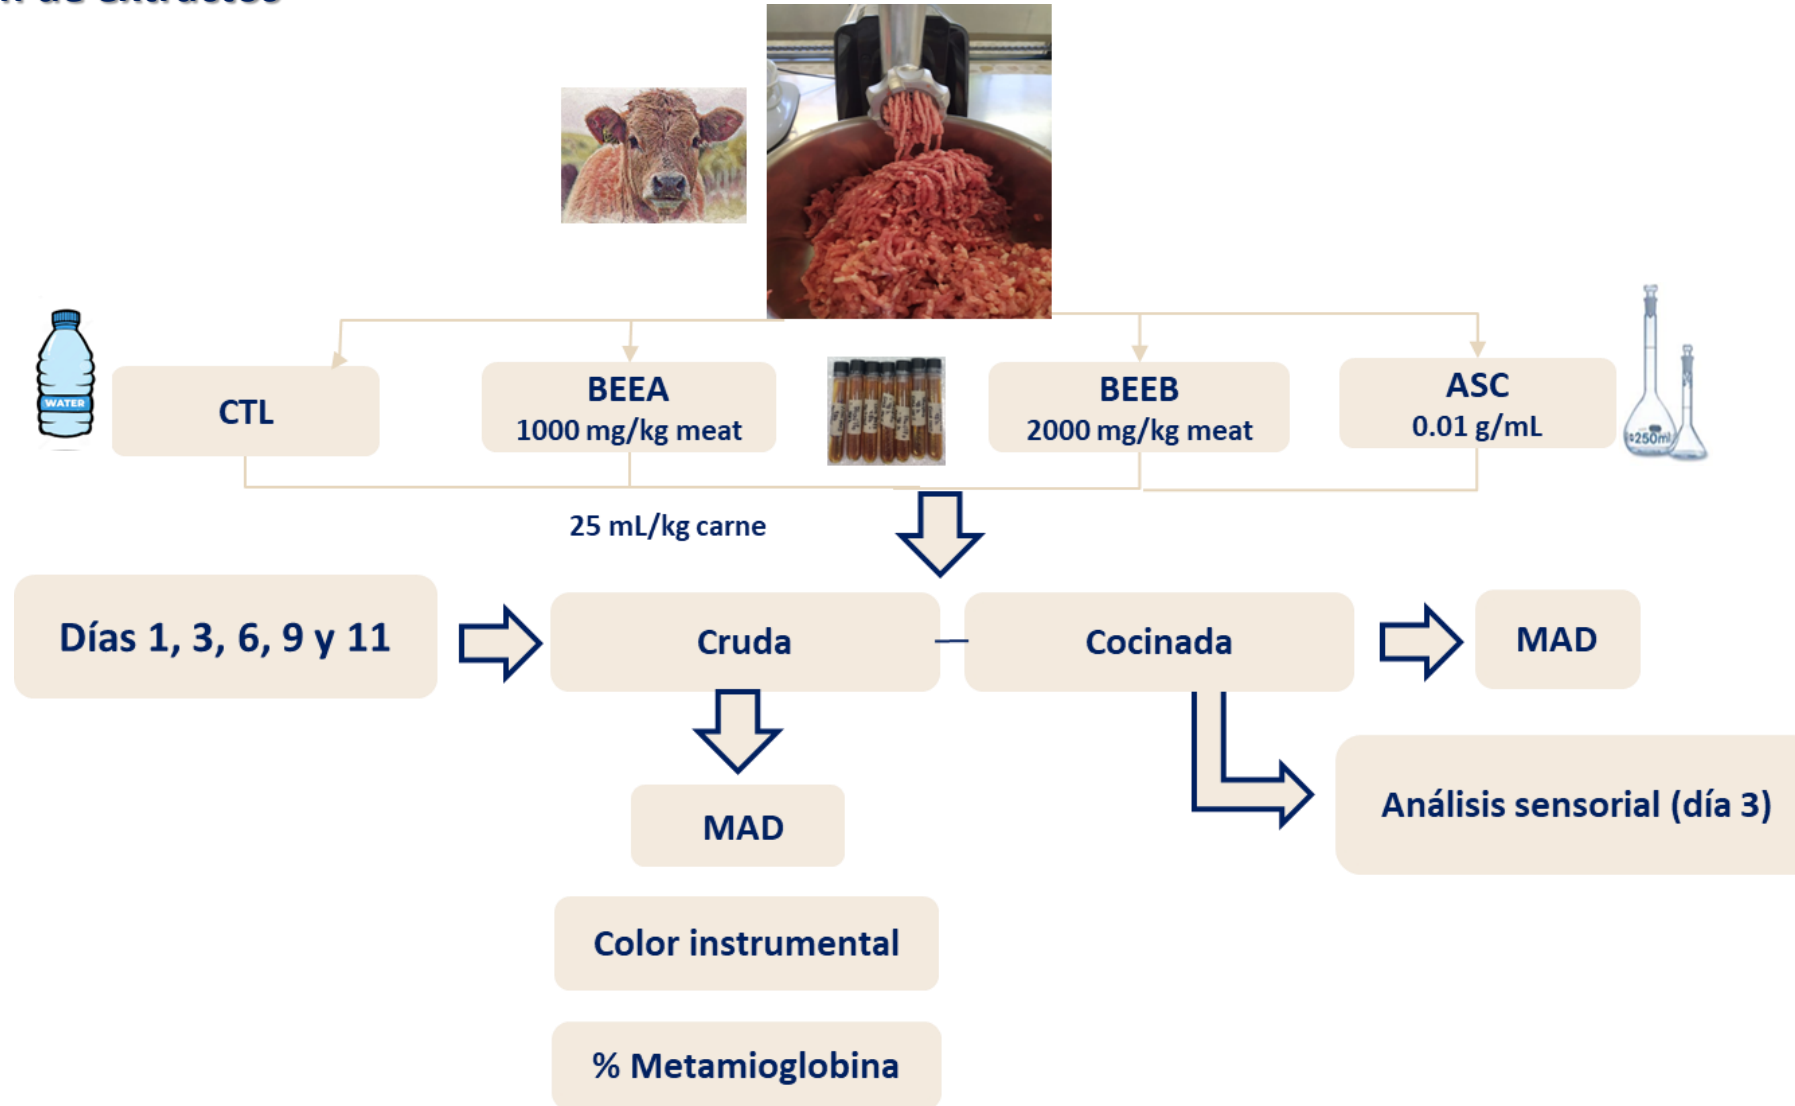 de extractos
WATER
CTL
BEEA
1000 mg/kg meat
BEEB
2000 mg/kg meat
ASC
0.01 g/mL
250ml
25 mL/kg carne
Días 1, 3, 6, 9 y 11
Cruda
Cocinada
MAD
MAD
Análisis sensorial (día 3)
Color instrumental
% Metamioglobina